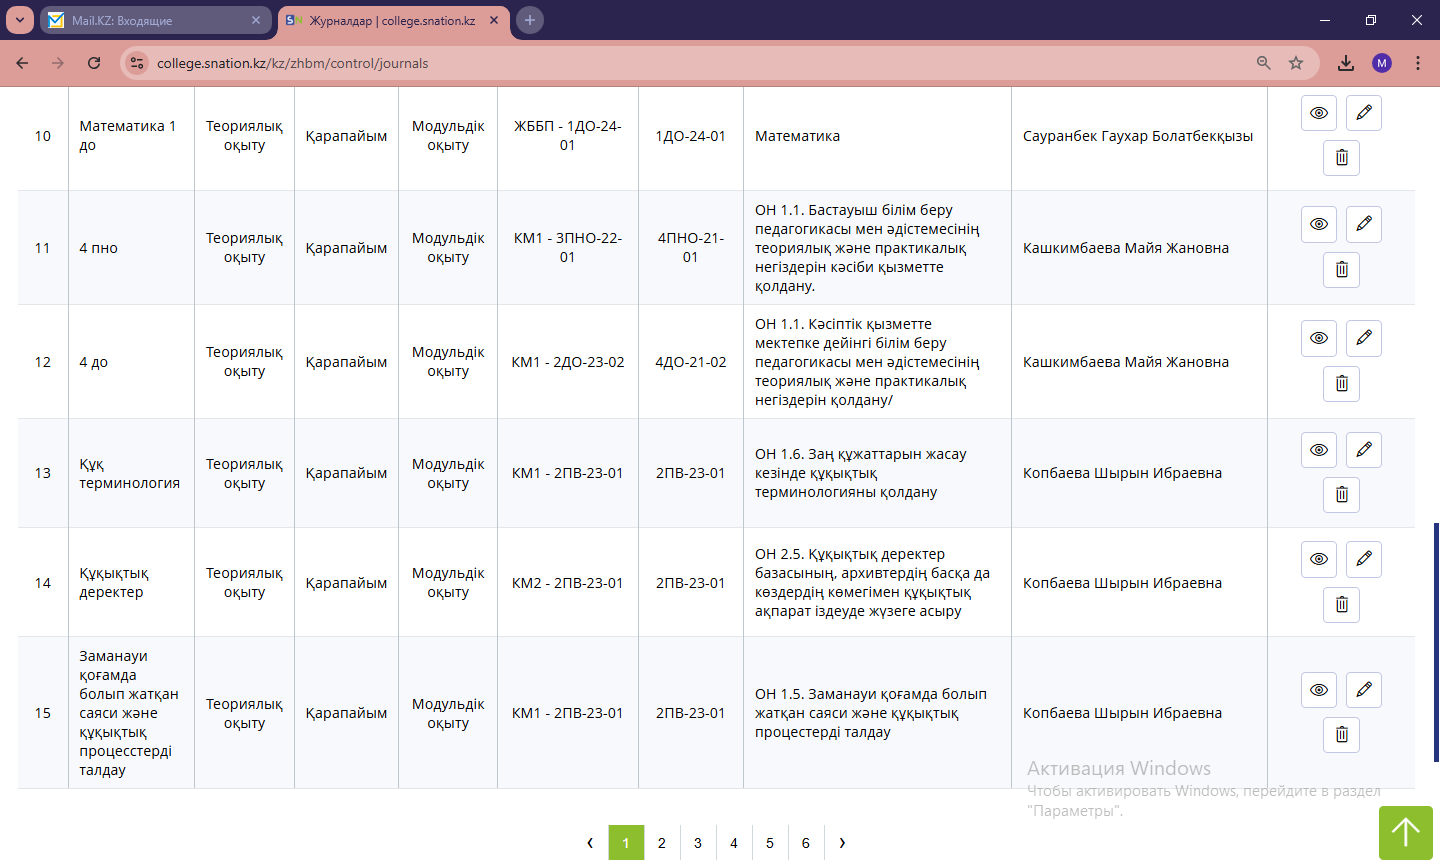 Mail.KZ: Входящие
Журналдар | college.snation.kz
college.snation.kz/kz/zhbm/control/journals
M
10
Математика 1
до
Теориялық
оқыту
Қарапайым
Модульдік
оқыту
ЖББП - 1ДО-24-
01
1ДО-24-01
Математика
Сауранбек Гаухар Болатбекқызы
11
4 пно
Теориялық
оқыту
Қарапайым
Модульдік
оқыту
КМ1 - 3ПНО-22-
01
4ПНО-21-
01
ОН 1.1. Бастауыш білім беру
педагогикасы мен әдістемесінің
теориялық және практикалық
негіздерін кәсіби қызметте
қолдану.
Кашкимбаева Майя Жановна
12
4 до
Теориялық
оқыту
Қарапайым
Модульдік
оқыту
КМ1 - 2ДО-23-02
4ДО-21-02
ОН 1.1. Кәсіптік қызметте
мектепке дейінгі білім беру
педагогикасы мен әдістемесінің
теориялық және практикалық
негіздерін қолдану/
Кашкимбаева Майя Жановна
13
Құқ
терминология
Теориялық
оқыту
Қарапайым
Модульдік
оқыту
КМ1 - 2ПВ-23-01
2ПВ-23-01
ОН 1.6. Заң құжаттарын жасау
кезінде құқықтық
терминологияны қолдану
Копбаева Шырын Ибраевна
14
Құқықтық
деректер
Теориялық
оқыту
Қарапайым
Модульдік
оқыту
КМ2 - 2ПВ-23-01
2ПВ-23-01
ОН 2.5. Құқықтық деректер
базасының, архивтердің басқа да
көздердің көмегімен құқықтық
ақпарат іздеуде жүзеге асыру
Копбаева Шырын Ибраевна
15
Заманауи
қоғамда
болып жатқан
саяси және
құқықтық
процесстерді
талдау
Теориялық
оқыту
Қарапайым
Модульдік
оқыту
КМ1 - 2ПВ-23-01
2ПВ-23-01
ОН 1.5. Заманауи қоғамда болып
жатқан саяси және құқықтық
процестерді талдау
Копбаева Шырын Ибраевна
Активация Windows
Чтобы активировать Windows, перейдите в раздел
"Параметры".
‹ 1 2 3 4 5 6 ›